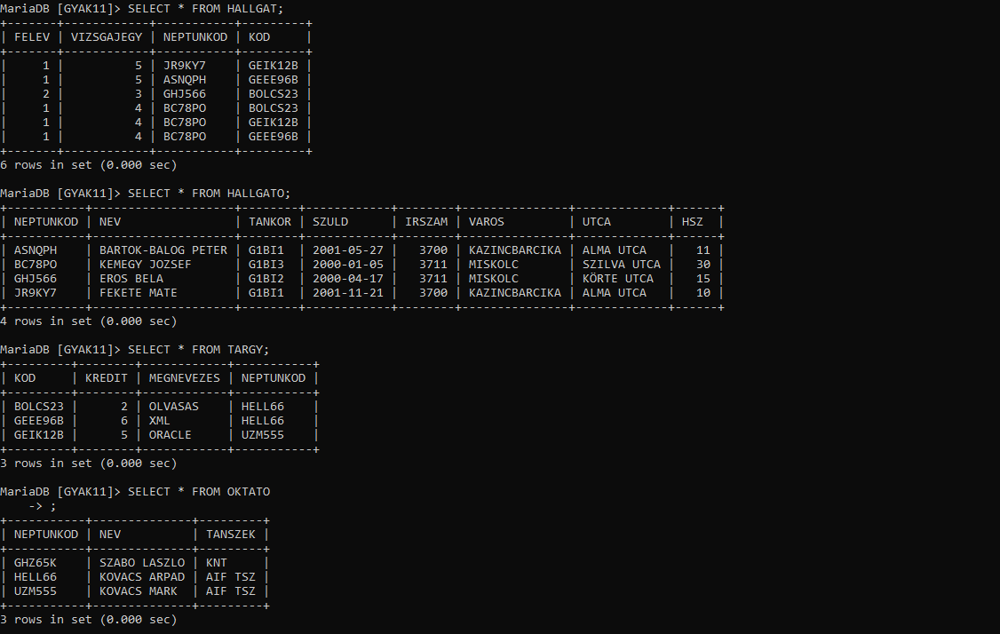 MariaDB [GYAK11]> SELECT * FROM HALLGAT;
+-------+------------+-----------+---------+
| FELEV | VIZSGAJEGY | NEPTUNKOD | KOD     |
+-------+------------+-----------+---------+
|     1 |          5 | JR9KY7    | GEIK12B |
|     1 |          5 | ASNQPH    | GEEE96B |
|     2 |          3 | GHJ566    | BOLCS23 |
|     1 |          4 | BC78PO    | BOLCS23 |
|     1 |          4 | BC78PO    | GEIK12B |
|     1 |          4 | BC78PO    | GEEE96B |
+-------+------------+-----------+---------+
6 rows in set (0.000 sec)

MariaDB [GYAK11]> SELECT * FROM HALLGATO;
+-----------+--------------------+--------+------------+--------+---------------+-------------+------+
| NEPTUNKOD | NEV                | TANKOR | SZULD      | IRSZAM | VAROS         | UTCA        | HSZ  |
+-----------+--------------------+--------+------------+--------+---------------+-------------+------+
| ASNQPH    | BARTOK-BALOG PETER | G1BI1  | 2001-05-27 |   3700 | KAZINCBARCIKA | ALMA UTCA   |   11 |
| BC78PO    | KEMEGY JOZSEF      | G1BI3  | 2000-01-05 |   3711 | MISKOLC       | SZILVA UTCA |   30 |
| GHJ566    | EROS BELA          | G1BI2  | 2000-04-17 |   3711 | MISKOLC       | KÖRTE UTCA  |   15 |
| JR9KY7    | FEKETE MATE        | G1BI1  | 2001-11-21 |   3700 | KAZINCBARCIKA | ALMA UTCA   |   10 |
+-----------+--------------------+--------+------------+--------+---------------+-------------+------+
4 rows in set (0.000 sec)

MariaDB [GYAK11]> SELECT * FROM TARGY;
+---------+--------+------------+-----------+
| KOD     | KREDIT | MEGNEVEZES | NEPTUNKOD |
+---------+--------+------------+-----------+
| BOLCS23 |      2 | OLVASAS    | HELL66    |
| GEEE96B |      6 | XML        | HELL66    |
| GEIK12B |      5 | ORACLE     | UZM555    |
+---------+--------+------------+-----------+
3 rows in set (0.000 sec)

MariaDB [GYAK11]> SELECT * FROM OKTATO
    -> ;
+-----------+--------------+---------+
| NEPTUNKOD | NEV          | TANSZEK |
+-----------+--------------+---------+
| GHZ65K    | SZABO LASZLO | KNT     |
| HELL66    | KOVACS ARPAD | AIF TSZ |
| UZM555    | KOVACS MARK  | AIF TSZ |
+-----------+--------------+---------+
3 rows in set (0.000 sec)